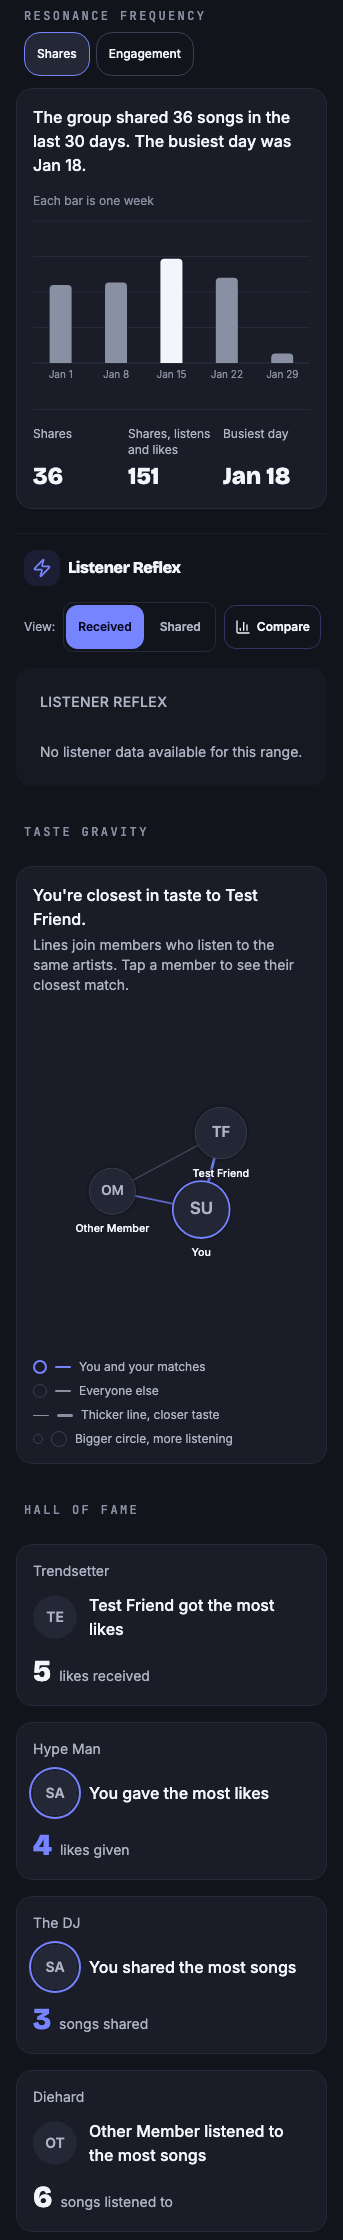 RESONANCE FREQUENCY
Shares
Engagement
The group shared 36 songs in the
last 30 days. The busiest day was
Jan 18.
Each bar is one week
Jan 1
Jan 8
Jan 15
Jan 22
Jan 29
Shares
Shares, listens
and likes
Busiest day
36
151
Jan 18
Listener Reflex
View:
Received
Shared
Compare
LISTENER REFLEX
No listener data available for this range.
TASTE GRAVITY
You're closest in taste to Test
Friend.
Lines join members who listen to the
same artists. Tap a member to see their
closest match.
TF
Test Friend
OM
Other Member
SU
You
You and your matches
Everyone else
Thicker line, closer taste
Bigger circle, more listening
HALL OF FAME
Trendsetter
TE
Test Friend got the most
likes
5 likes received
Hype Man
SA
You gave the most likes
4 likes given
The DJ
SA
You shared the most songs
3 songs shared
Diehard
OT
Other Member listened to
the most songs
6 songs listened to